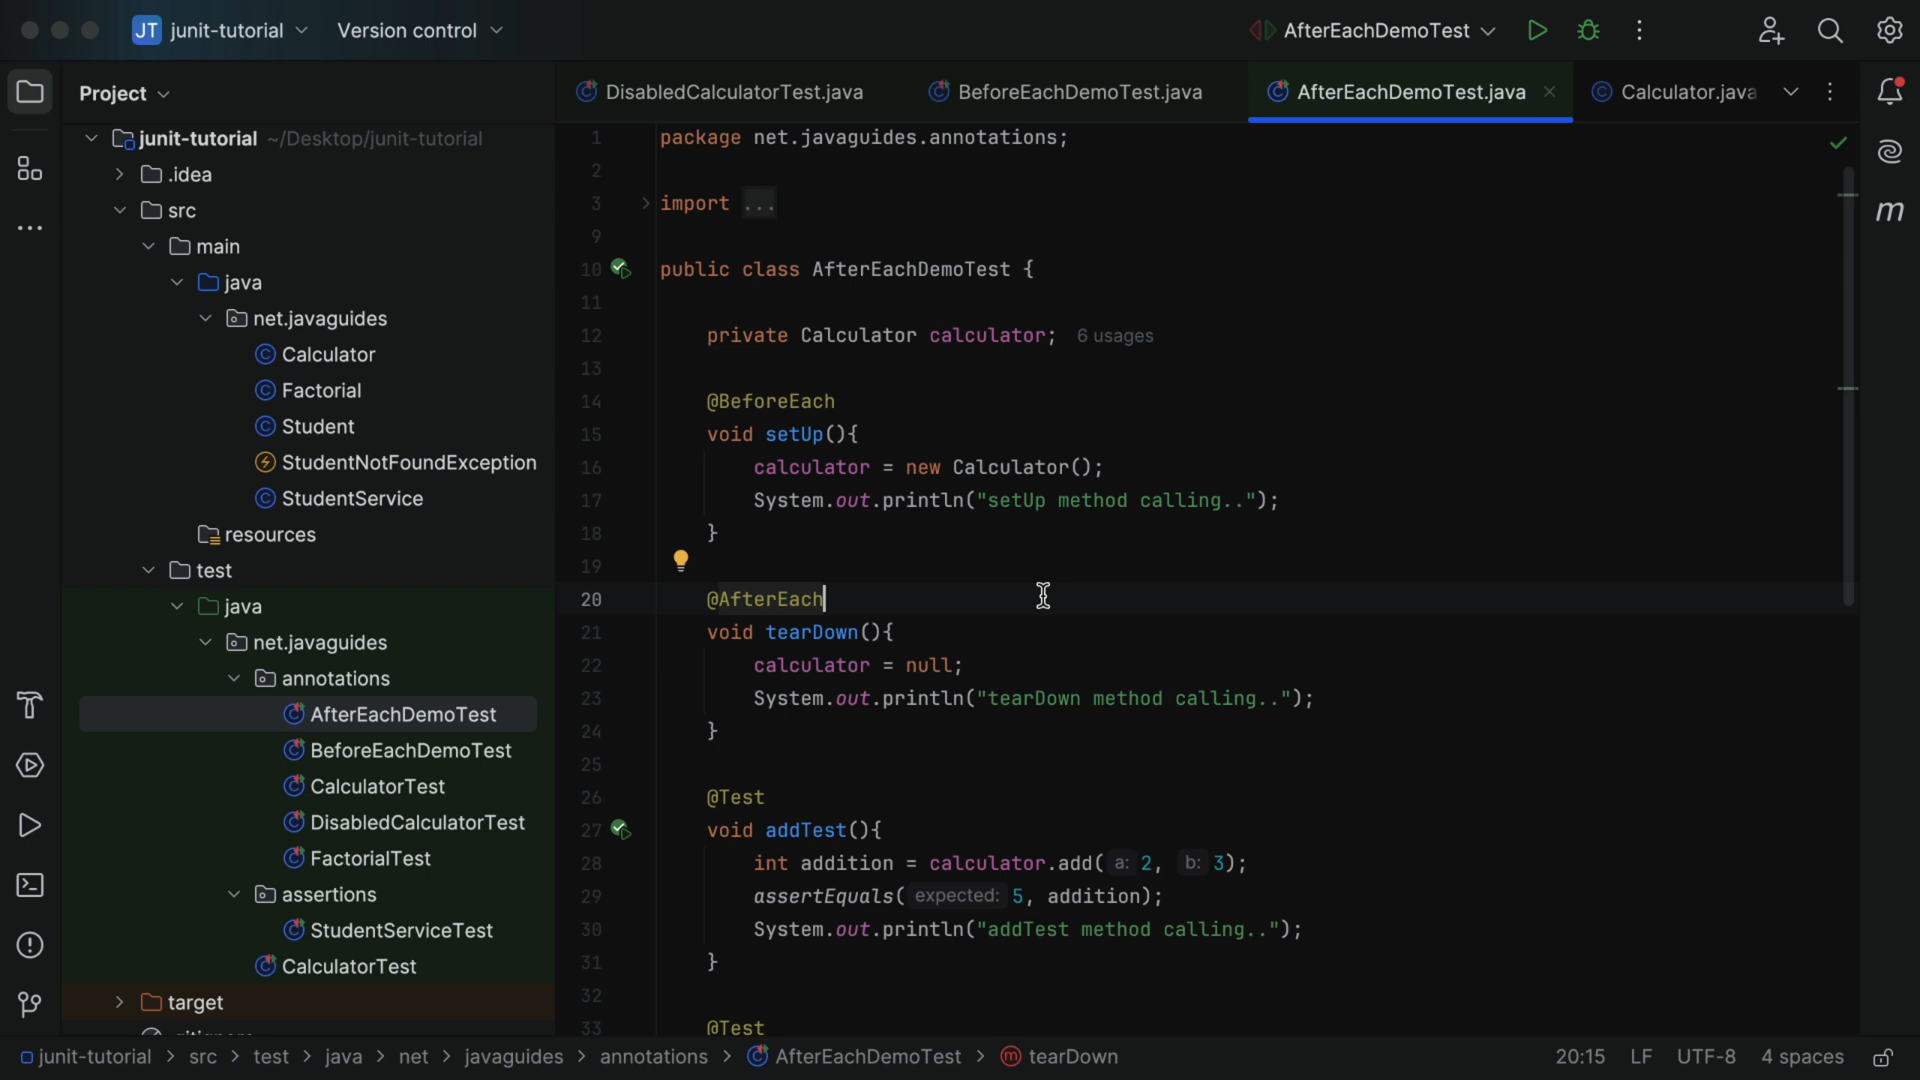 JT junit-tutorial Version control AfterEachDemoTest
Project
DisabledCalculatorTest.java BeforeEachDemoTest.java AfterEachDemoTest.java Calculator.java
junit-tutorial ~/Desktop/junit-tutorial
.idea
src
main
java
net.javaguides
Calculator
Factorial
Student
StudentNotFoundException
StudentService
resources
test
java
net.javaguides
annotations
AfterEachDemoTest
BeforeEachDemoTest
CalculatorTest
DisabledCalculatorTest
FactorialTest
assertions
StudentServiceTest
CalculatorTest
target
1 package net.javaguides.annotations;
2
3 import ...
9
10 public class AfterEachDemoTest {
11
12 private Calculator calculator; 6 usages
13
14 @BeforeEach
15 void setUp(){
16 calculator = new Calculator();
17 System.out.println("setUp method calling..");
18 }
19
20 @AfterEach
21 void tearDown(){
22 calculator = null;
23 System.out.println("tearDown method calling..");
24 }
25
26 @Test
27 void addTest(){
28 int addition = calculator.add( a: 2, b: 3);
29 assertEquals( expected: 5, addition);
30 System.out.println("addTest method calling..");
31 }
32
33 @Test
m
junit-tutorial > src > test > java > net > javaguides > annotations > AfterEachDemoTest > m tearDown 20:15 LF UTF-8 4 spaces